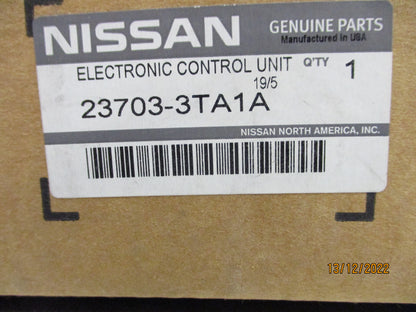 NISSAN
GENUINE PARTS
Manufactured in USA
ELECTRONIC CONTROL UNIT Q'TY 1
19/5
23703-3TA1A
NISSAN NORTH AMERICA, INC.
13/12/2022